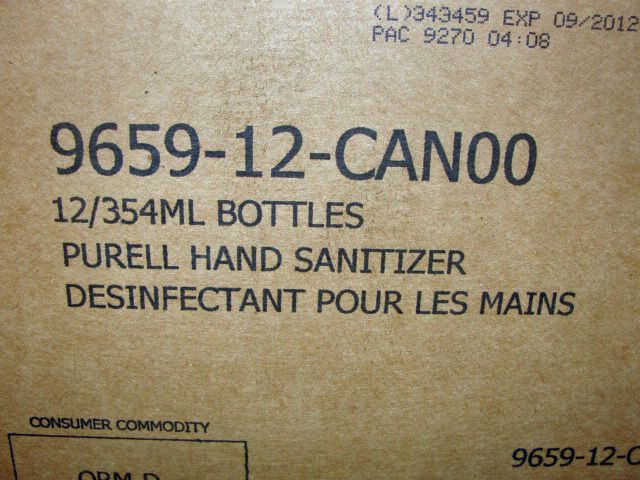 (L)343459 EXP 09/2012
PAC 9270 04:08
9659-12-CAN00
12/354ML BOTTLES
PURELL HAND SANITIZER
DESINFECTANT POUR LES MAINS
CONSUMER COMMODITY
ORM-D
9659-12-C